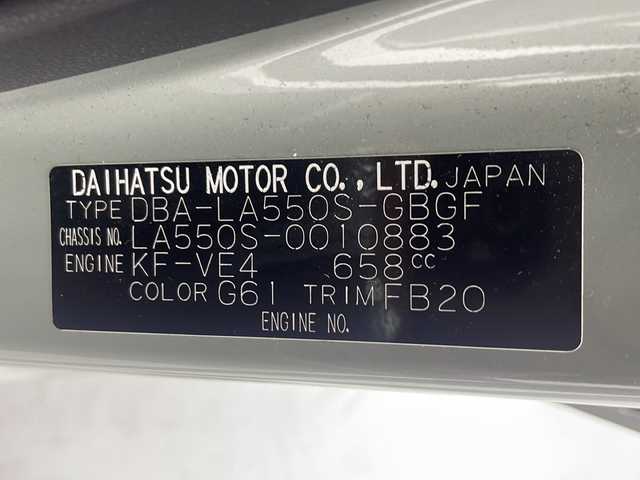 DAIHATSU MOTOR CO., LTD. JAPAN
TYPE DBA-LA550S-GBGF
CHASSIS NO. LA550S-0010883
ENGINE KF-VE4 658cc
COLOR G61 TRIM FB20
ENGINE NO.